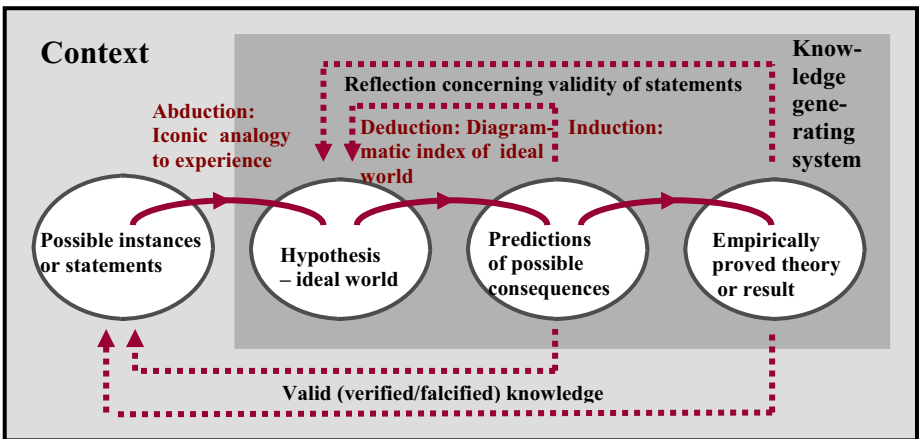 Context
Know-
ledge
gene-
rating
system
Reflection concerning validity of statements
Abduction:
Iconic analogy
to experience
Deduction: Diagram-
matic index of ideal
world
Induction:
Possible instances
or statements
Hypothesis
– ideal world
Predictions
of possible
consequences
Empirically
proved theory
or result
Valid (verified/falcified) knowledge